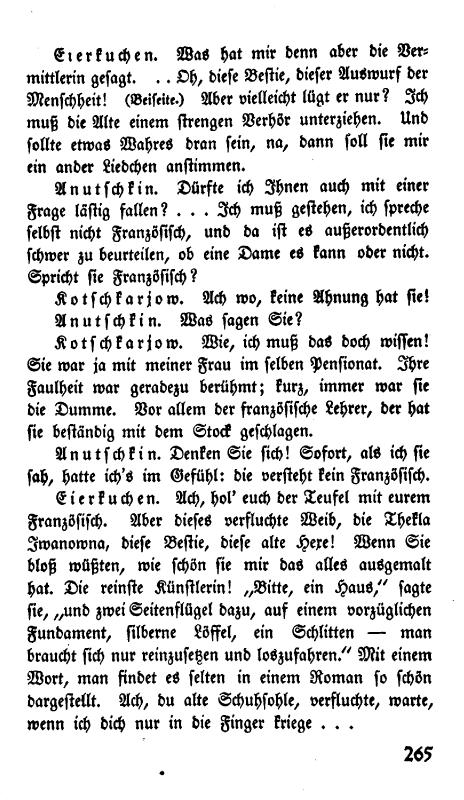 Eierkuchen. Was hat mir denn aber die Ver-
mittlerin gesagt. . . Oh, diese Bestie, dieser Auswurf der
Menschheit! (Beiseite.) Aber vielleicht lügt er nur? Ich
muß die Alte einem strengen Verhör unterziehen. Und
sollte etwas Wahres dran sein, na, dann soll sie mir
ein ander Liedchen anstimmen.
Anutschkin. Dürfte ich Ihnen auch mit einer
Frage lästig fallen? . . . Ich muß gestehen, ich spreche
selbst nicht Französisch, und da ist es außerordentlich
schwer zu beurteilen, ob eine Dame es kann oder nicht.
Spricht sie Französisch?
Kotschkarjow. Ach wo, keine Ahnung hat sie!
Anutschkin. Was sagen Sie?
Kotschkarjow. Wie, ich muß das doch wissen!
Sie war ja mit meiner Frau im selben Pensionat. Ihre
Faulheit war geradezu berühmt; kurz, immer war sie
die Dumme. Vor allem der französische Lehrer, der hat
sie beständig mit dem Stock geschlagen.
Anutschkin. Denken Sie sich! Sofort, als ich sie
sah, hatte ich's im Gefühl: die versteht kein Französisch.
Eierkuchen. Ach, hol' euch der Teufel mit eurem
Französisch. Aber dieses verfluchte Weib, die Thekla
Iwanowna, diese Bestie, diese alte Hexe! Wenn Sie
bloß wüßten, wie schön sie mir das alles ausgemalt
hat. Die reinste Künstlerin! „Bitte, ein Haus,“ sagte
sie, „und zwei Seitenflügel dazu, auf einem vorzüglichen
Fundament, silberne Löffel, ein Schlitten — man
braucht sich nur reinzusetzen und loszufahren.“ Mit einem
Wort, man findet es selten in einem Roman so schön
dargestellt. Ach, du alte Schuhsohle, verfluchte, warte,
wenn ich dich nur in die Finger kriege . . .
265